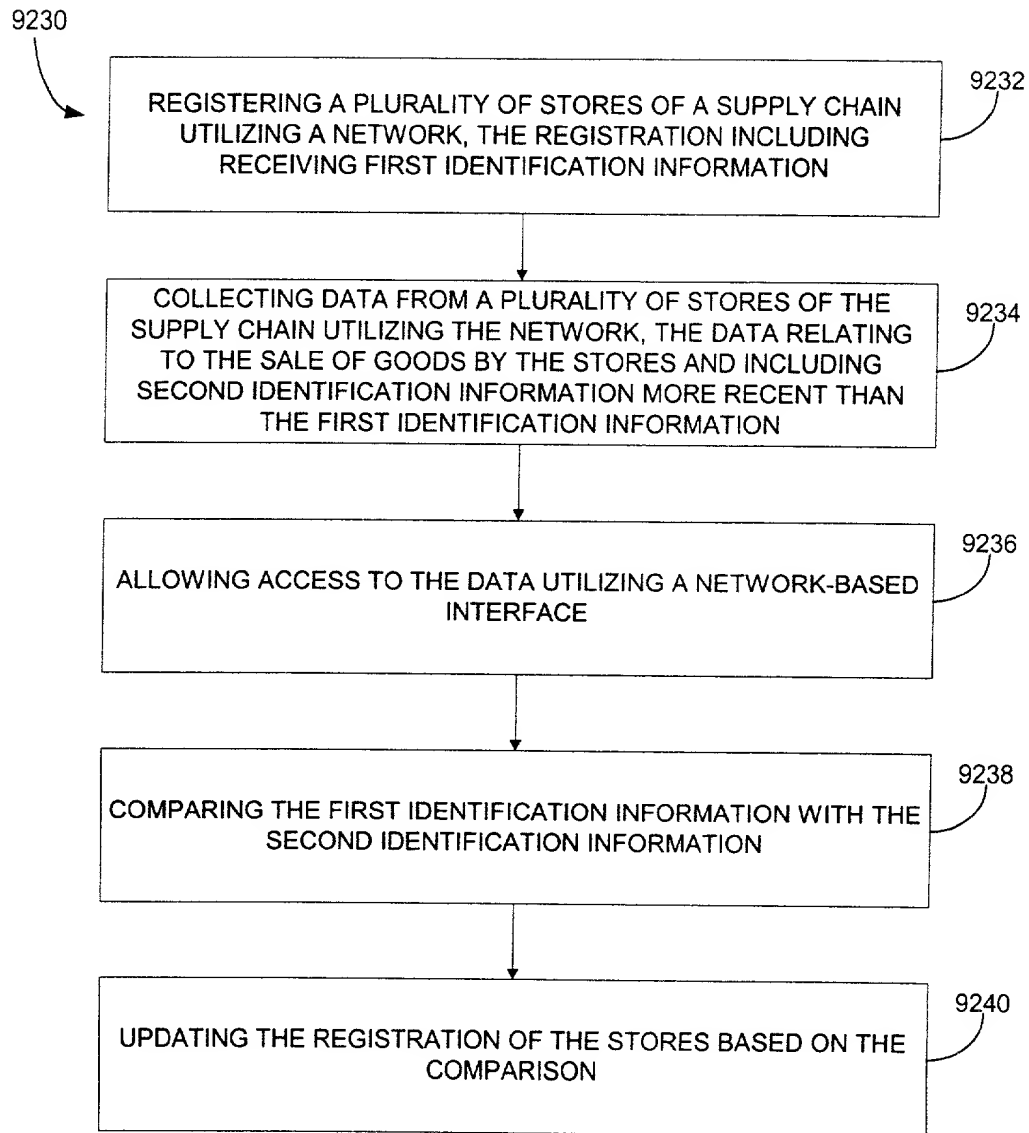 9230
9232
REGISTERING A PLURALITY OF STORES OF A SUPPLY CHAIN
UTILIZING A NETWORK, THE REGISTRATION INCLUDING
RECEIVING FIRST IDENTIFICATION INFORMATION
9234
COLLECTING DATA FROM A PLURALITY OF STORES OF THE
SUPPLY CHAIN UTILIZING THE NETWORK, THE DATA RELATING
TO THE SALE OF GOODS BY THE STORES AND INCLUDING
SECOND IDENTIFICATION INFORMATION MORE RECENT THAN
THE FIRST IDENTIFICATION INFORMATION
9236
ALLOWING ACCESS TO THE DATA UTILIZING A NETWORK-BASED
INTERFACE
9238
COMPARING THE FIRST IDENTIFICATION INFORMATION WITH THE
SECOND IDENTIFICATION INFORMATION
9240
UPDATING THE REGISTRATION OF THE STORES BASED ON THE
COMPARISON